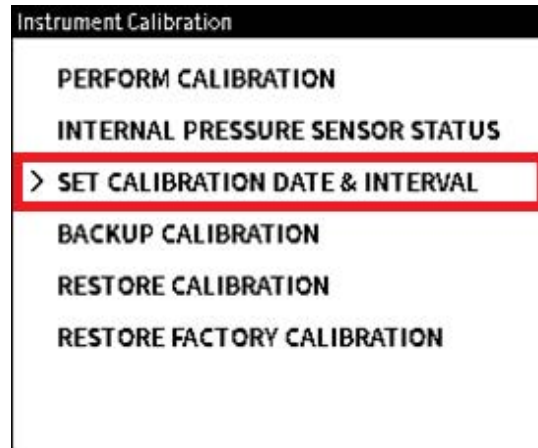 Instrument Calibration
PERFORM CALIBRATION
INTERNAL PRESSURE SENSOR STATUS
> SET CALIBRATION DATE & INTERVAL
BACKUP CALIBRATION
RESTORE CALIBRATION
RESTORE FACTORY CALIBRATION